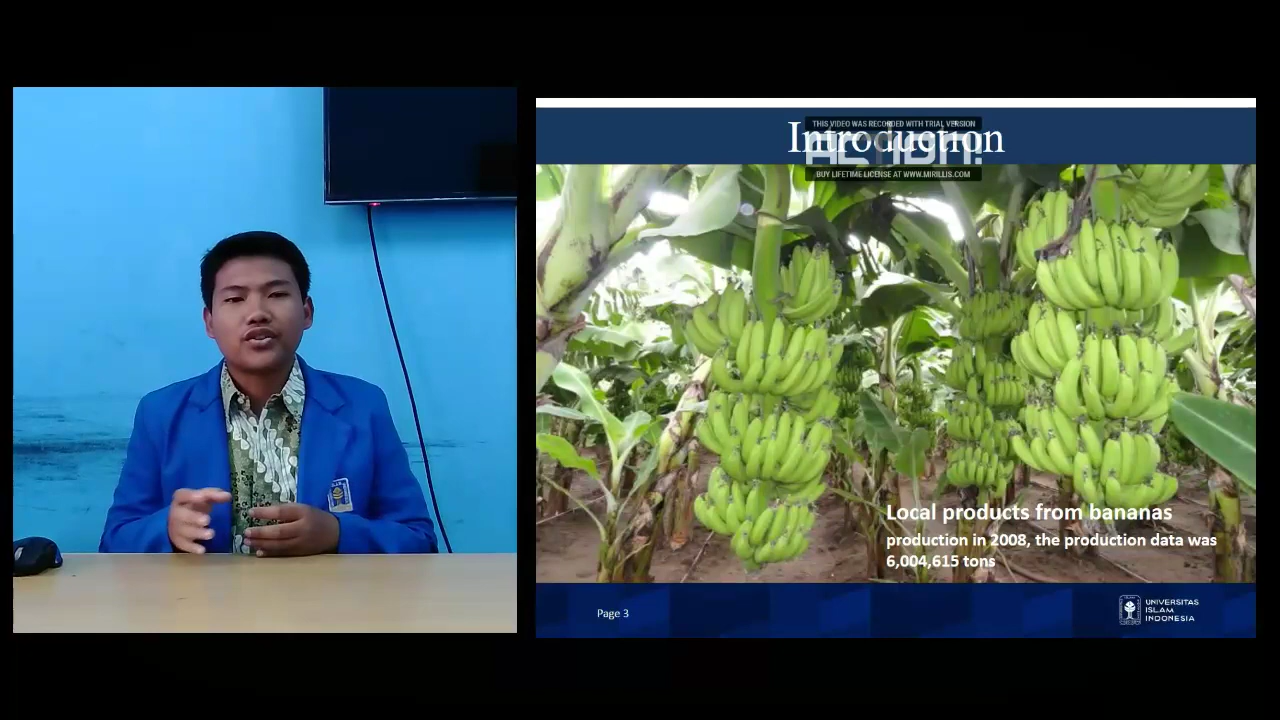 Introduction
THIS VIDEO WAS RECORDED WITH TRIAL VERSION
ACTION!
BUY LIFETIME LICENSE AT WWW.MIRILLIS.COM
Local products from bananas
production in 2008, the production data was
6,004,615 tons
Page 3
UNIVERSITAS
ISLAM
INDONESIA